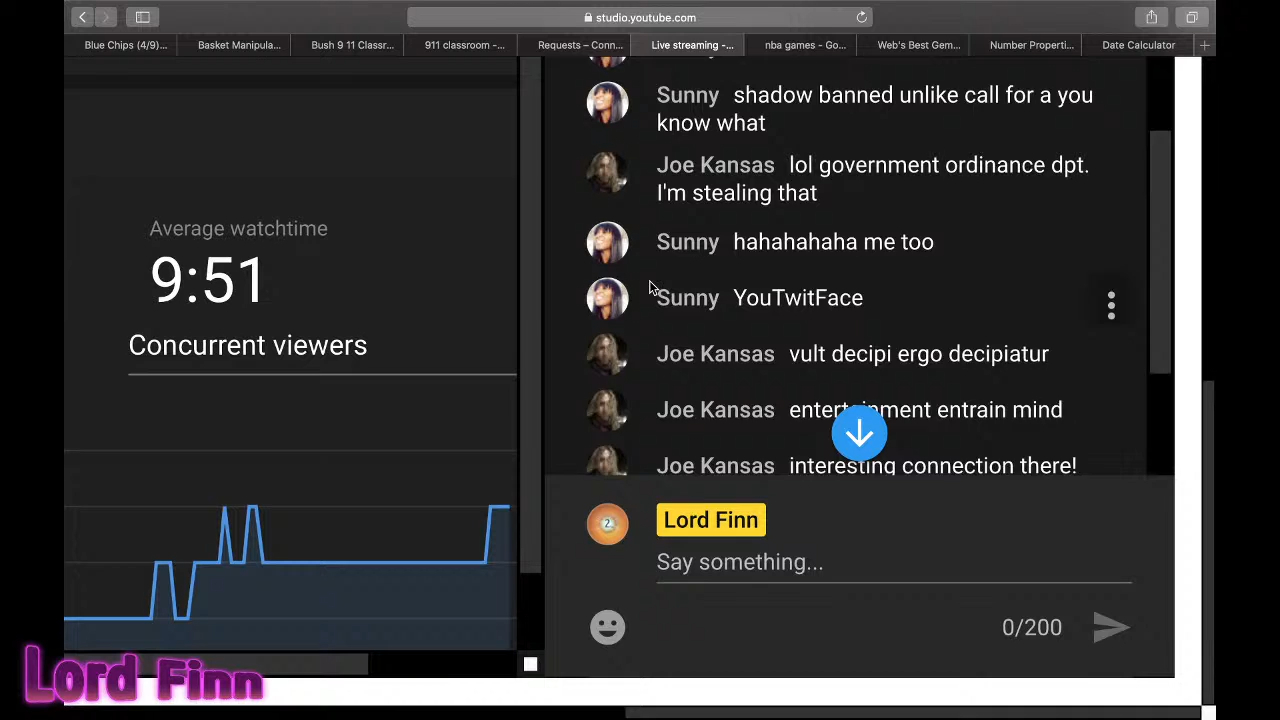 studio.youtube.com
Blue Chips (4/9)...
Basket Manipula...
Bush 9 11 Classr...
911 classroom -...
Requests – Conn...
Live streaming -...
nba games - Go...
Web's Best Gem...
Number Properti...
Date Calculator
Average watchtime
9:51
Concurrent viewers
Sunny shadow banned unlike call for a you
know what
Joe Kansas lol government ordinance dpt.
I'm stealing that
Sunny hahahahaha me too
Sunny YouTwitFace
Joe Kansas vult decipi ergo decipiatur
Joe Kansas entertainment entrain mind
Joe Kansas interesting connection there!
2
Lord Finn
Say something...
0/200
Lord Finn